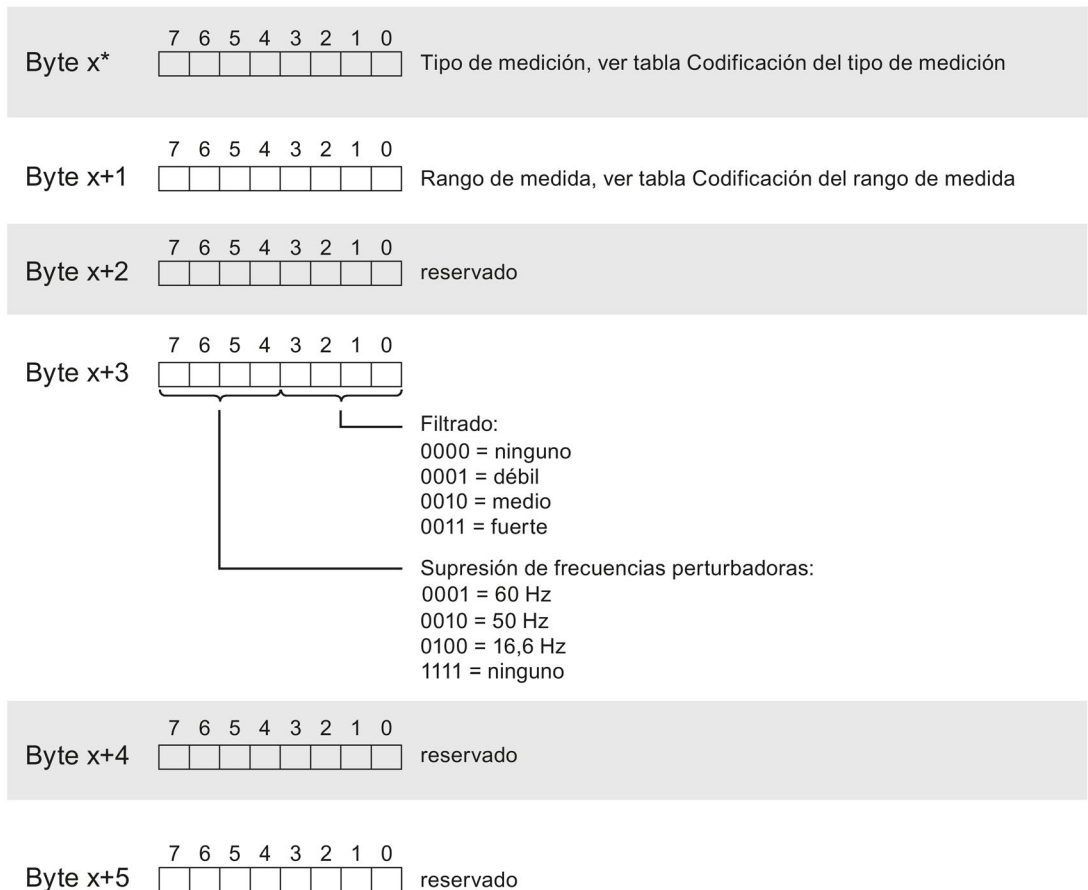 7 6 5 4 3 2 1 0
Byte x* Tipo de medición, ver tabla Codificación del tipo de medición
7 6 5 4 3 2 1 0
Byte x+1 Rango de medida, ver tabla Codificación del rango de medida
7 6 5 4 3 2 1 0
Byte x+2 reservado
7 6 5 4 3 2 1 0
Byte x+3
Filtrado:
0000 = ninguno
0001 = débil
0010 = medio
0011 = fuerte
Supresión de frecuencias perturbadoras:
0001 = 60 Hz
0010 = 50 Hz
0100 = 16,6 Hz
1111 = ninguno
7 6 5 4 3 2 1 0
Byte x+4 reservado
7 6 5 4 3 2 1 0
Byte x+5 reservado